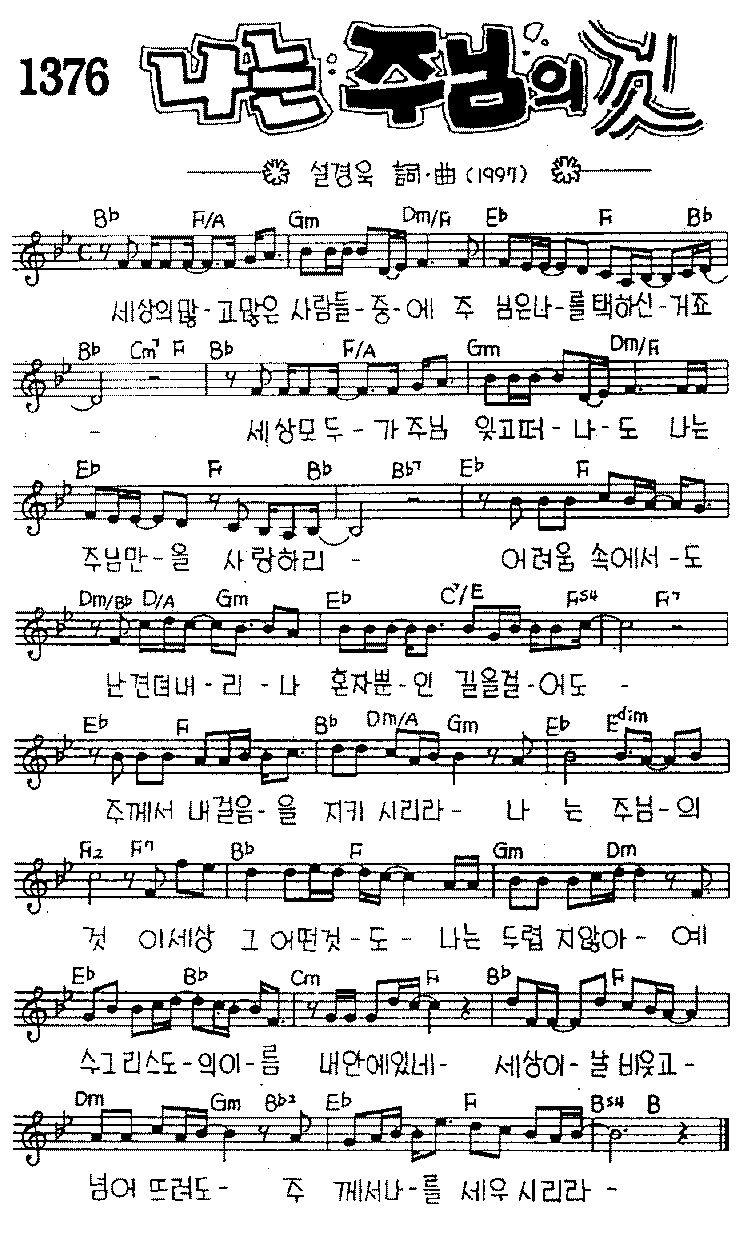 1376 나는 주님의 것
설경욱 詞·曲 (1997)
Bb F/A Gm Dm/F Eb F Bb
세상의많-고많은 사람들-중-에 주 님은나-를택하신-거죠
Bb Cm7 F Bb F/A Gm Dm/F
- 세상모두-가주님 잊고떠-나-도 나는
Eb F Bb Bb7 Eb F
주님만-을 사랑하리- 어려움 속에서-도
Dm/Bb D/A Gm Eb C7/E Fs4 F7
난견뎌내-리-나 혼자뿐-인 길을걸-어도-
Eb F Bb Dm/A Gm Eb Edim
주께서 내걸음-을 지키시리라- 나는 주님-의
F2 F7 Bb F Gm Dm
것 이세상 그어떤것-도- 나는 두렵지않아- 예
Eb Bb Cm F Bb F
수그리스도-의이-름 내안에있네- 세상이-날비웃고-
Dm Gm Bb2 Eb F Bs4 B
넘어뜨려도- 주 께서나-를 세우시리라-